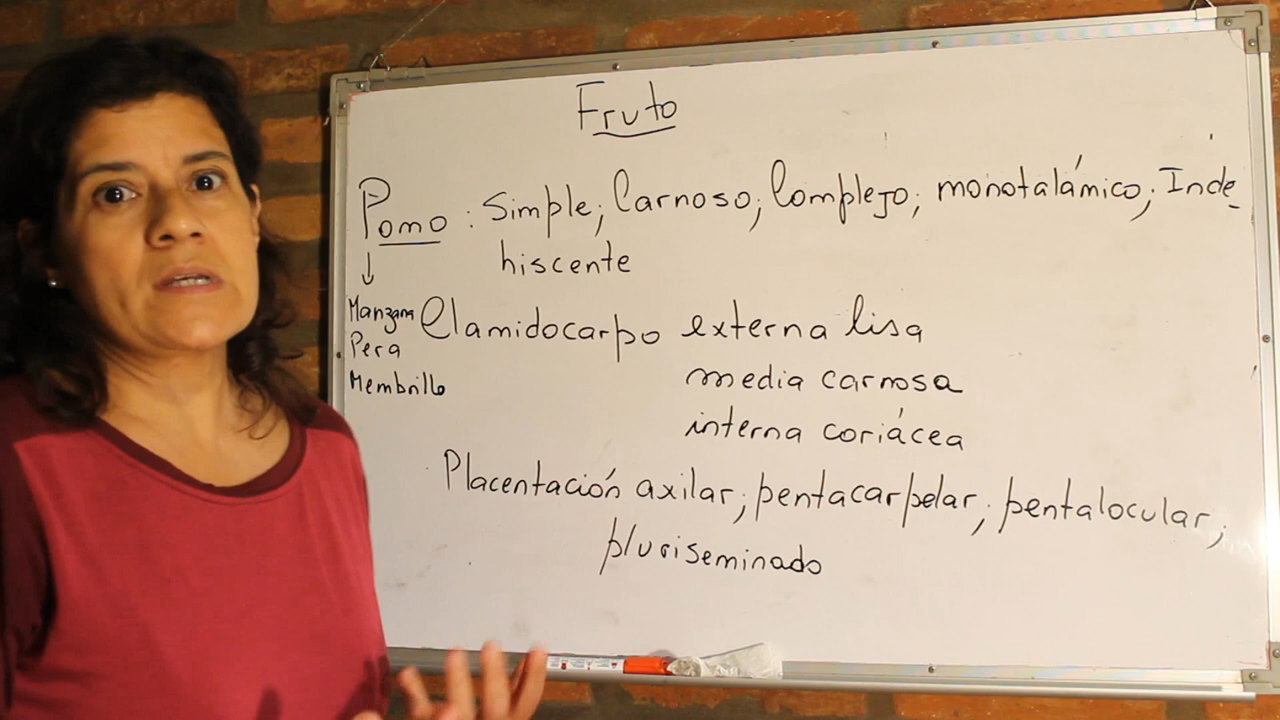 Fruto
Pomo: Simple; Carnoso; Complejo; monotalámico; Inde
hiscente
↓
Manzana
Pera
Membrillo
Clamidocarpo externa lisa
media carnosa
interna coriácea
Placentación axilar; pentacarpelar; pentalocular;
pluriseminado